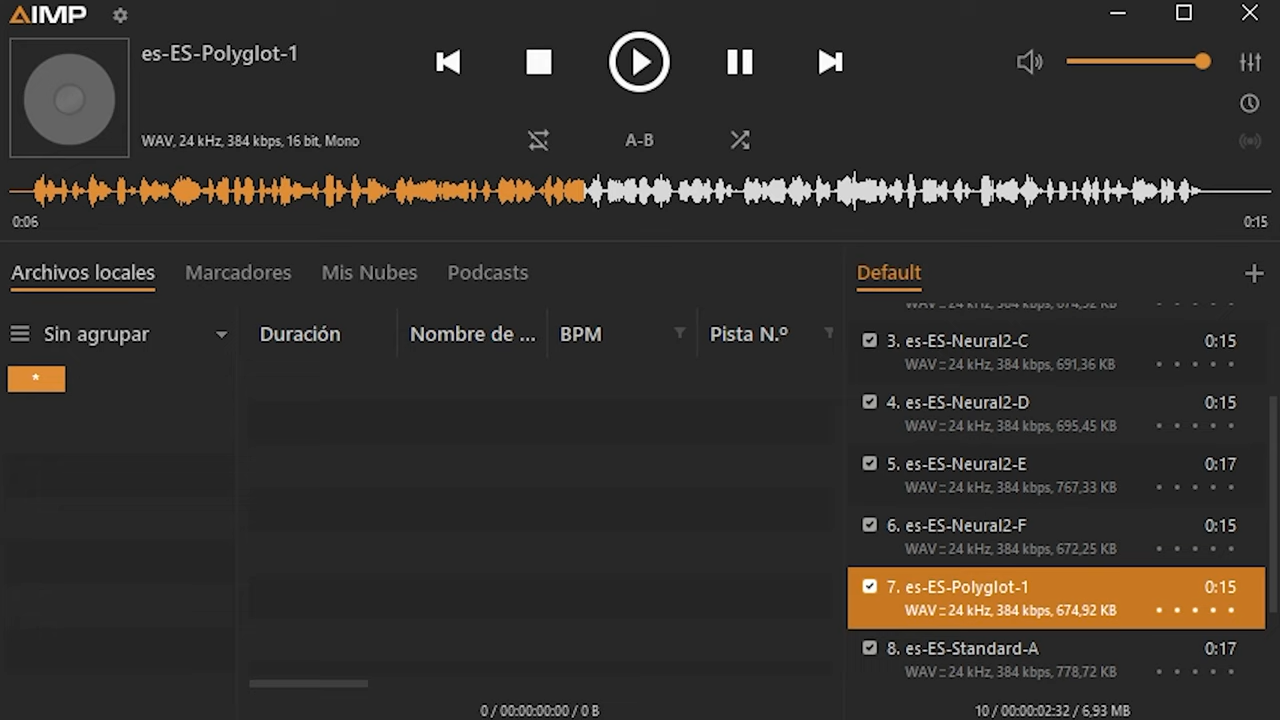 AIMP
es-ES-Polyglot-1
WAV, 24 kHz, 384 kbps, 16 bit, Mono
A-B
0:06
0:15
Archivos locales
Marcadores
Mis Nubes
Podcasts
Default
Sin agrupar
Duración
Nombre de ...
BPM
Pista N.º
*
3. es-ES-Neural2-C 0:15
WAV :: 24 kHz, 384 kbps, 691,36 KB
4. es-ES-Neural2-D 0:15
WAV :: 24 kHz, 384 kbps, 695,45 KB
5. es-ES-Neural2-E 0:17
WAV :: 24 kHz, 384 kbps, 767,33 KB
6. es-ES-Neural2-F 0:15
WAV :: 24 kHz, 384 kbps, 672,25 KB
7. es-ES-Polyglot-1 0:15
WAV :: 24 kHz, 384 kbps, 674,92 KB
8. es-ES-Standard-A 0:17
WAV :: 24 kHz, 384 kbps, 778,72 KB
0 / 00:00:00:00 / 0 B
10 / 00:00:02:32 / 6,93 MB